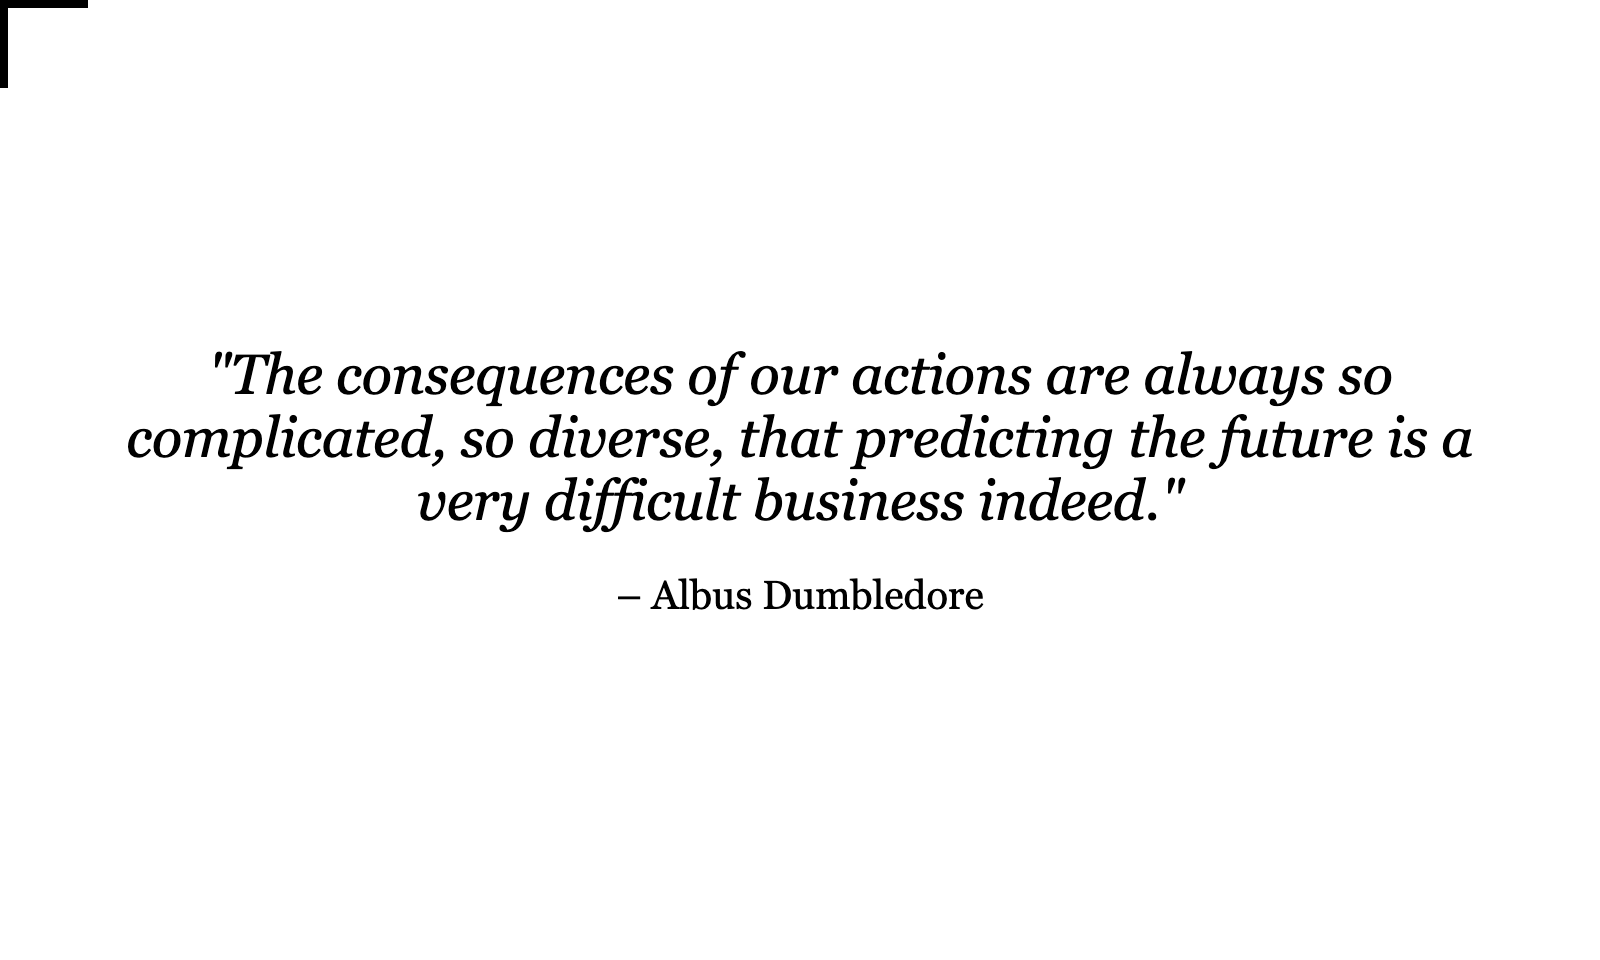 "The consequences of our actions are always so
complicated, so diverse, that predicting the future is a
very difficult business indeed."
– Albus Dumbledore